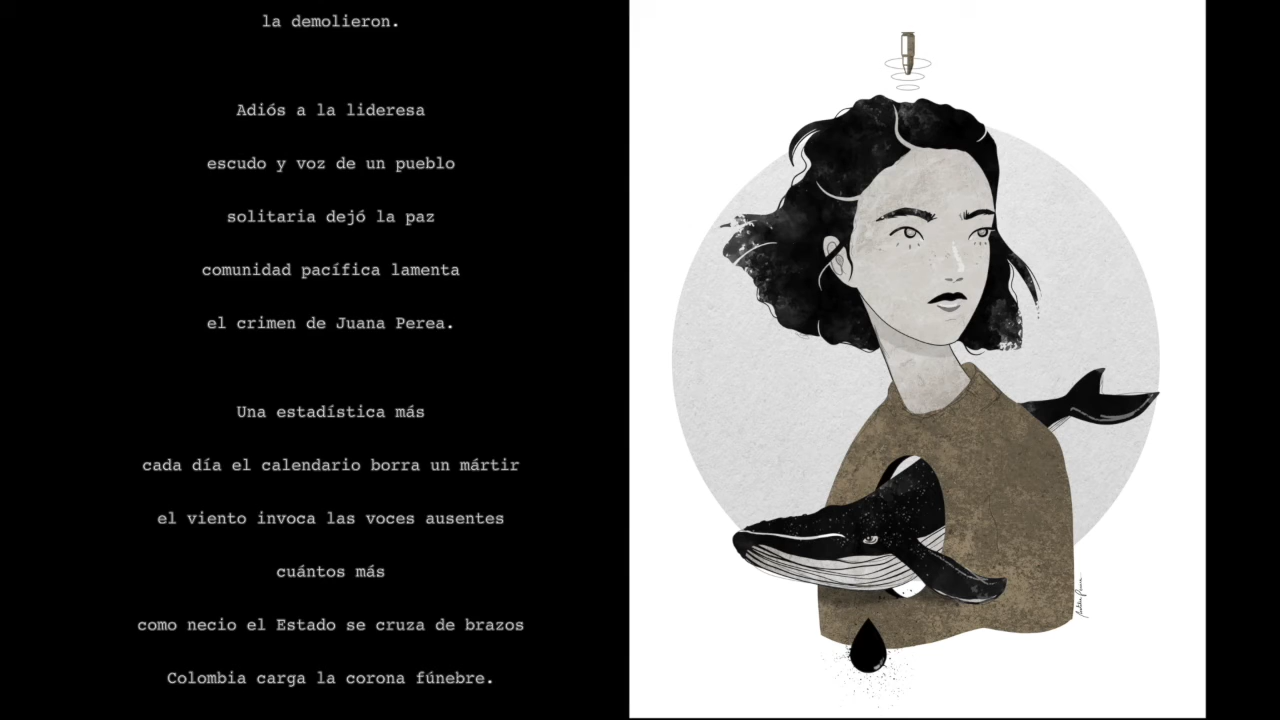 la demolieron.
Adiós a la lideresa
escudo y voz de un pueblo
solitaria dejó la paz
comunidad pacífica lamenta
el crimen de Juana Perea.
Una estadística más
cada día el calendario borra un mártir
el viento invoca las voces ausentes
cuántos más
como necio el Estado se cruza de brazos
Colombia carga la corona fúnebre.